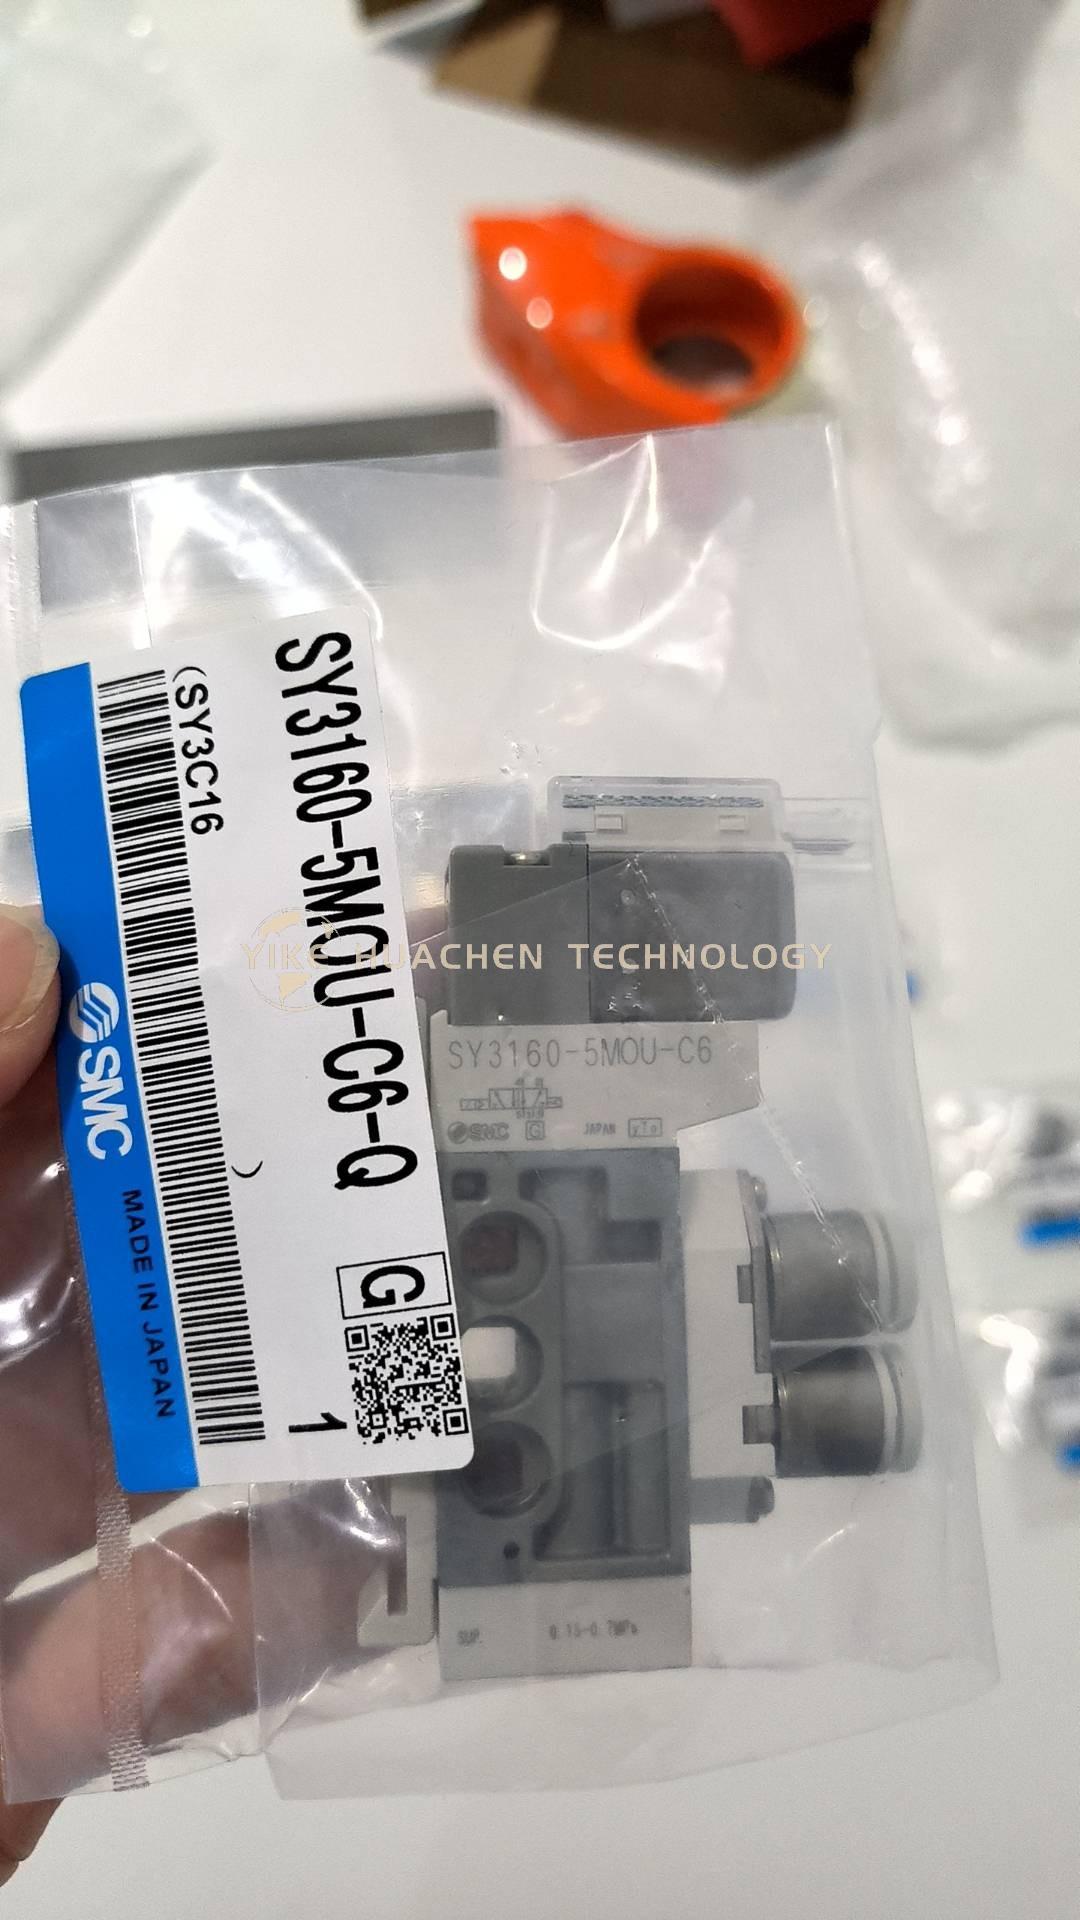 SY3160-5MOU-C6-Q
G
1
(SY3C16
)
SMC
MADE IN JAPAN
YIKE HUACHEN TECHNOLOGY
SY3160-5MOU-C6
SMC G JAPAN yTo
SUP. 0.15-0.7MPa